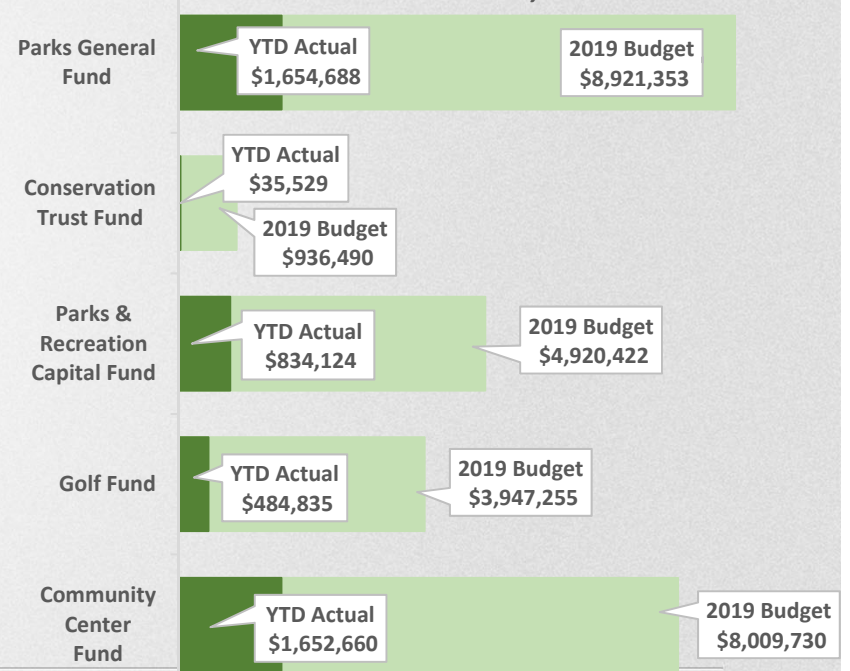 Parks General
Fund
YTD Actual
$1,654,688
2019 Budget
$8,921,353
Conservation
Trust Fund
YTD Actual
$35,529
2019 Budget
$936,490
Parks &
Recreation
Capital Fund
YTD Actual
$834,124
2019 Budget
$4,920,422
Golf Fund
YTD Actual
$484,835
2019 Budget
$3,947,255
Community
Center
Fund
YTD Actual
$1,652,660
2019 Budget
$8,009,730